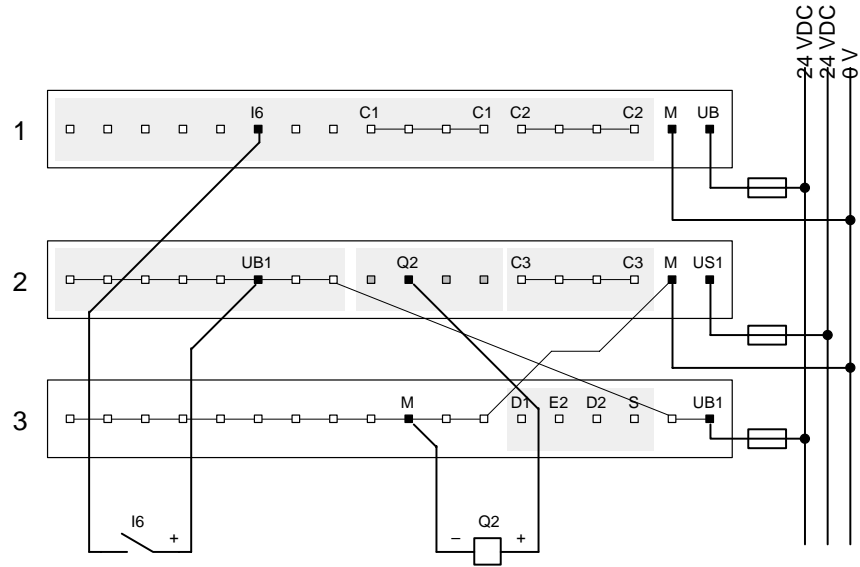 24 VDC
24 VDC
0 V
1
I6
C1
C1
C2
C2
M
UB
2
UB1
Q2
C3
C3
M
US1
3
M
D1
E2
D2
S
UB1
I6
+
–
Q2
+